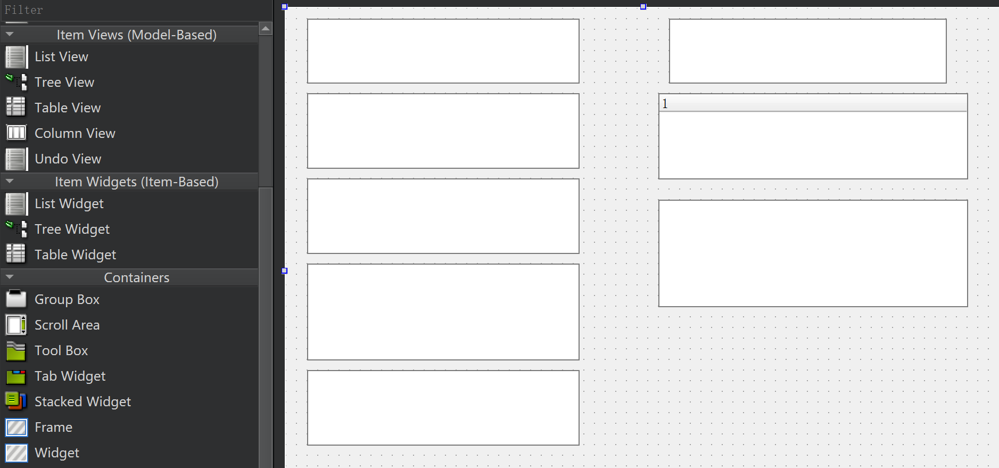 Filter
Item Views (Model-Based)
List View
Tree View
Table View
Column View
Undo View
Item Widgets (Item-Based)
List Widget
Tree Widget
Table Widget
Containers
Group Box
Scroll Area
Tool Box
Tab Widget
Stacked Widget
Frame
Widget
1